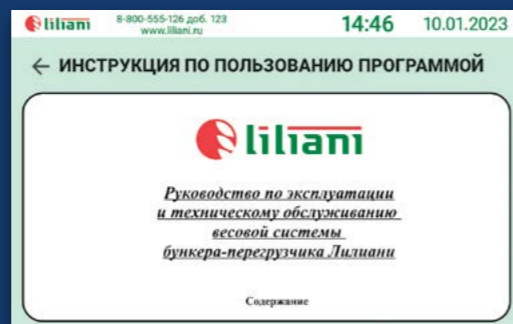 liliani 8-800-555-126 доб. 123 14:46 10.01.2023
www.liliani.ru
← ИНСТРУКЦИЯ ПО ПОЛЬЗОВАНИЮ ПРОГРАММОЙ
liliani
Руководство по эксплуатации
и техническому обслуживанию
весовой системы
бункера-перегрузчика Лилиани
Содержание